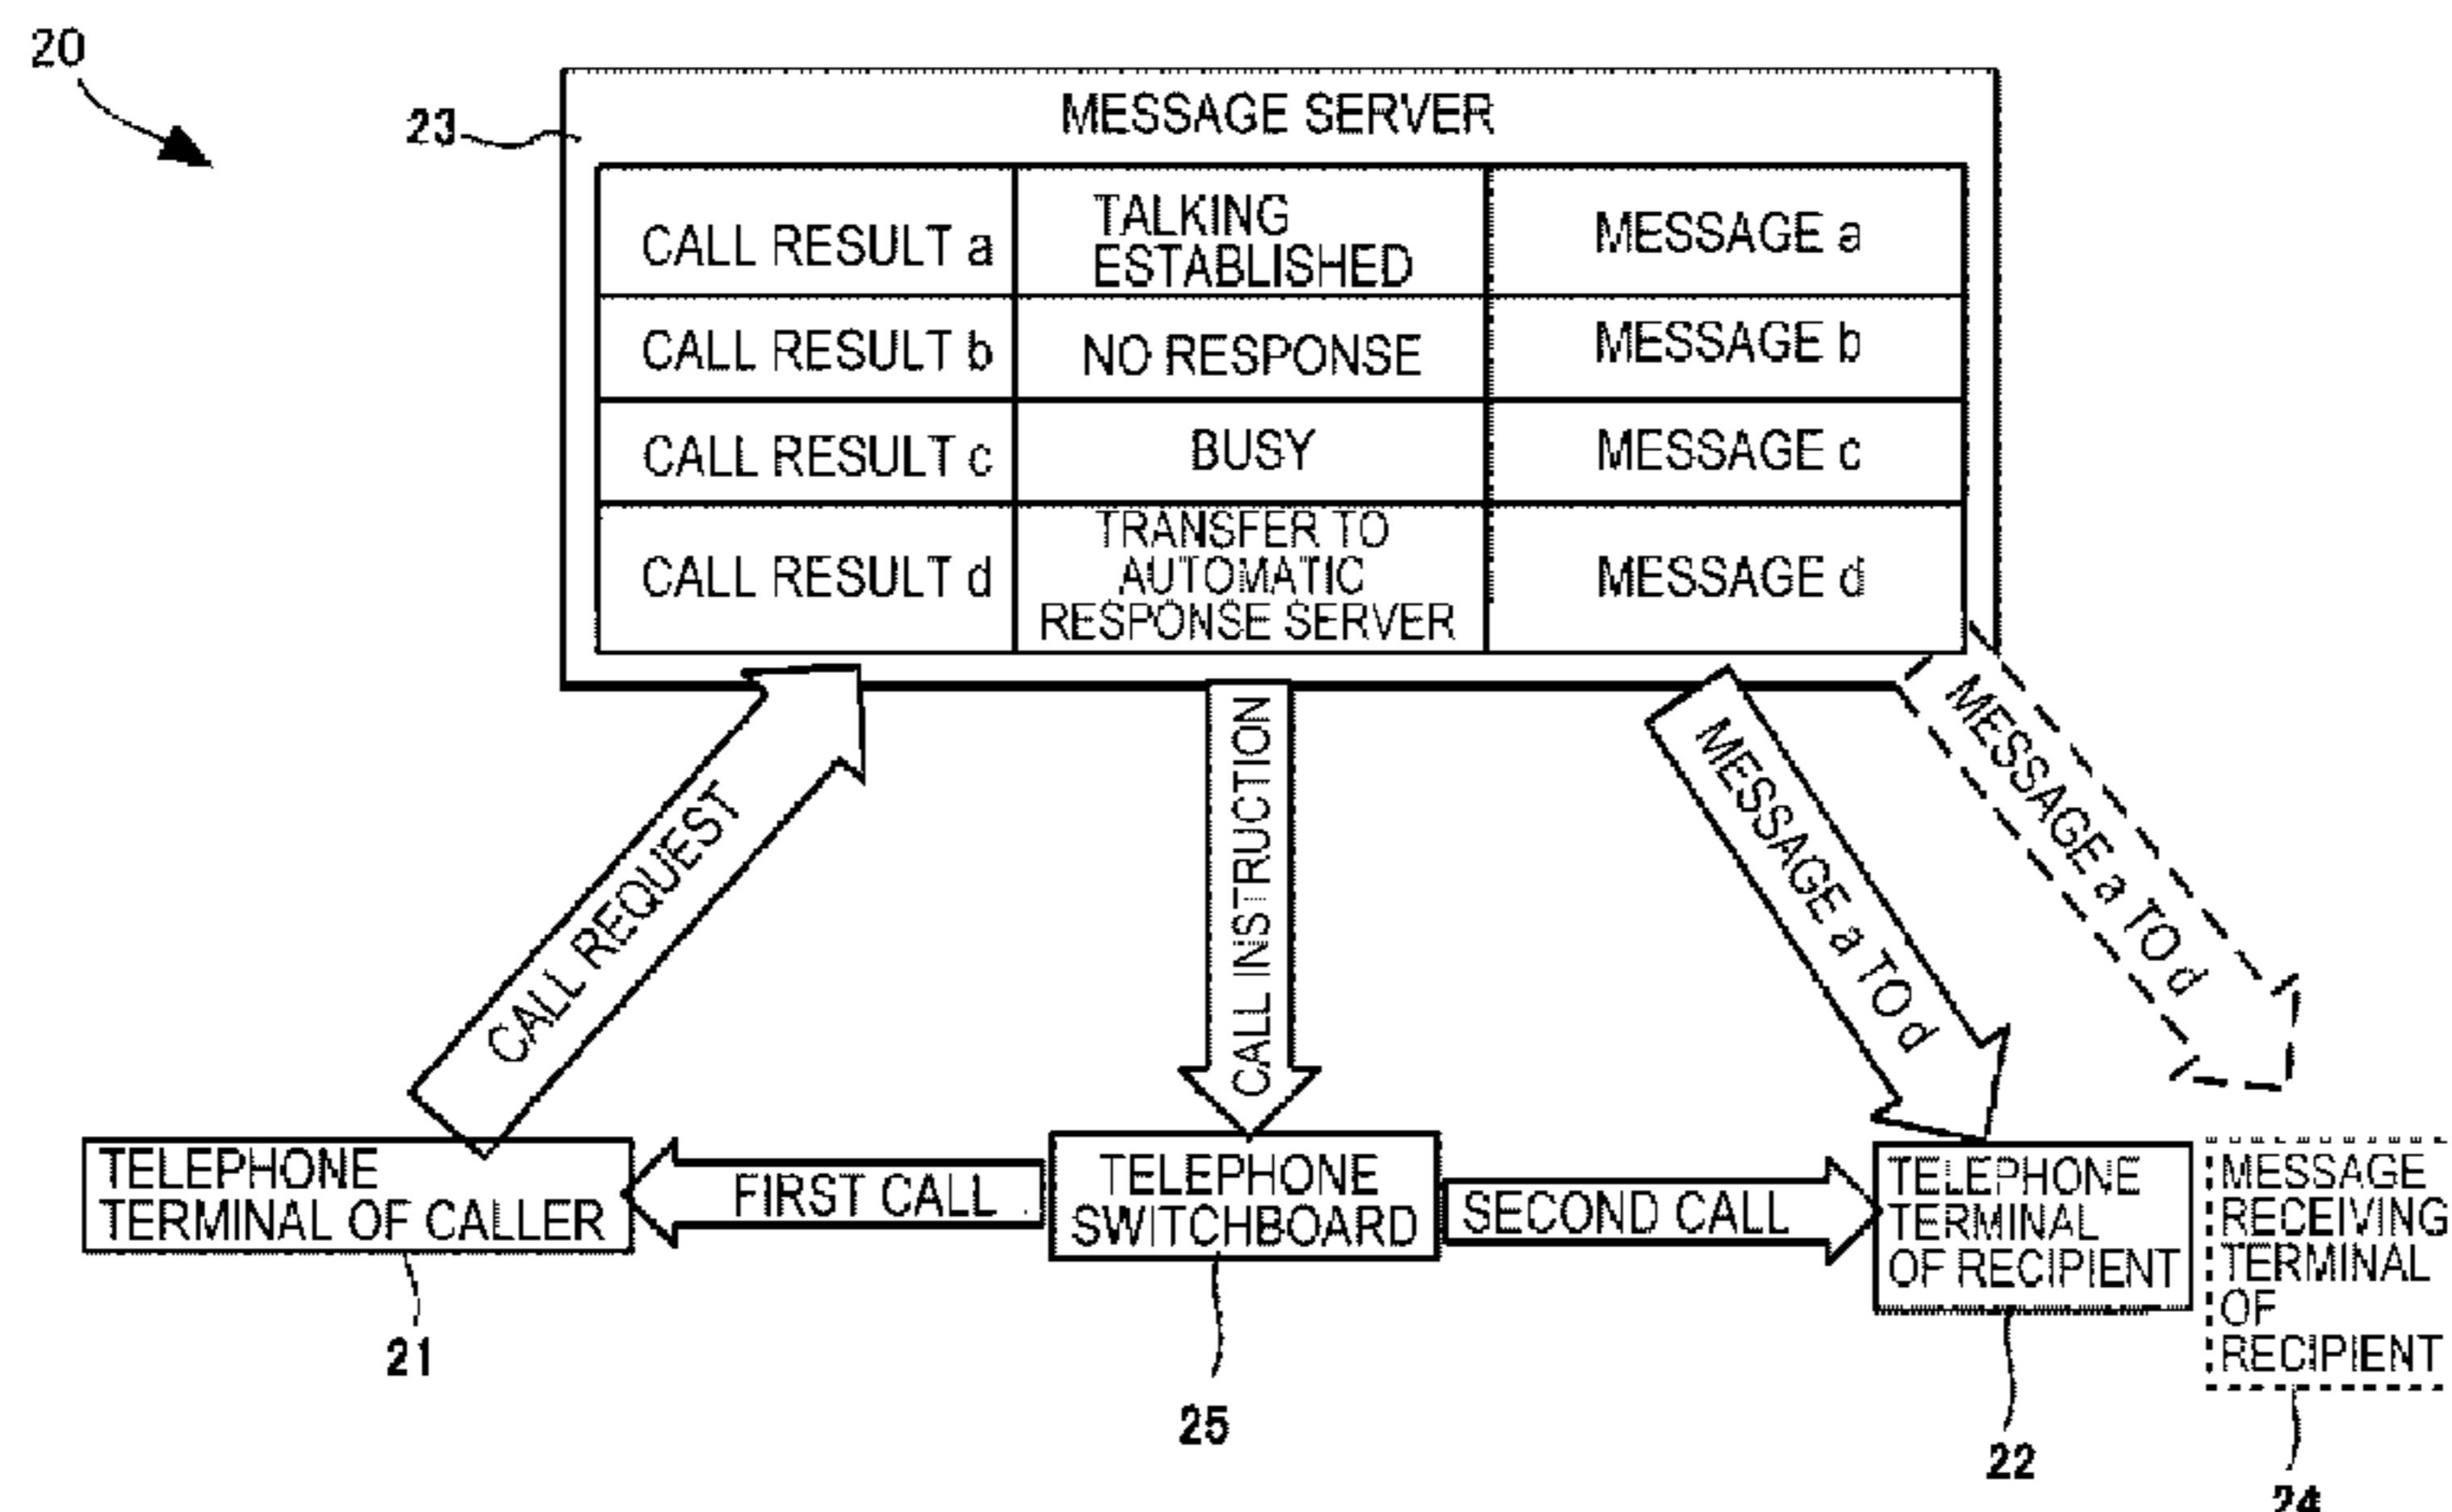 20
23
MESSAGE SERVER
CALL RESULT a
TALKING
ESTABLISHED
MESSAGE a
CALL RESULT b
NO RESPONSE
MESSAGE b
CALL RESULT c
BUSY
MESSAGE c
CALL RESULT d
TRANSFER TO
AUTOMATIC
RESPONSE SERVER
MESSAGE d
CALL REQUEST
CALL INSTRUCTION
MESSAGE a TO d
MESSAGE a TO d
TELEPHONE
TERMINAL OF CALLER
FIRST CALL
TELEPHONE
SWITCHBOARD
SECOND CALL
TELEPHONE
TERMINAL
OF RECIPIENT
MESSAGE
RECEIVING
TERMINAL
OF
RECIPIENT
21
25
22
24